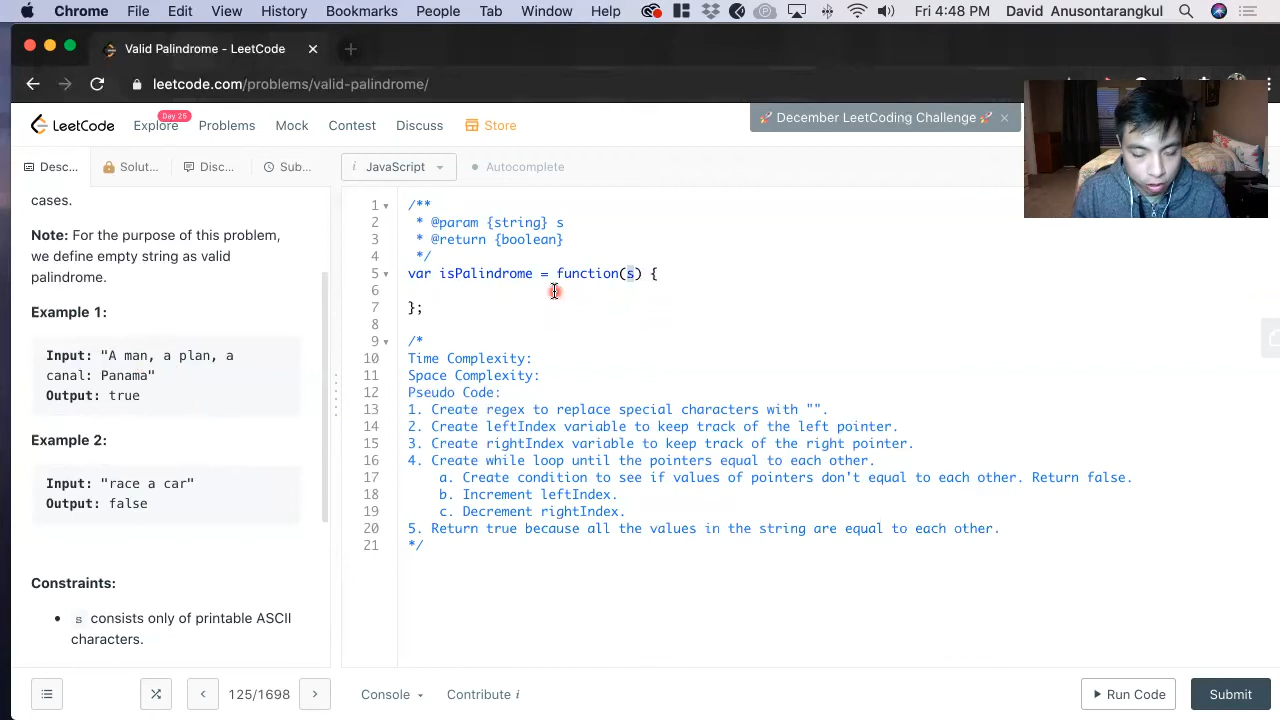 Chrome File Edit View History Bookmarks People Tab Window Help Fri 4:48 PM David Anusontarangkul
Valid Palindrome - LeetCode
leetcode.com/problems/valid-palindrome/
LeetCode Explore Day 25 Problems Mock Contest Discuss Store
🚀 December LeetCoding Challenge 🚀 ×
Desc... Solut... Disc... Sub...
i JavaScript Autocomplete
cases.
Note: For the purpose of this problem,
we define empty string as valid
palindrome.
Example 1:
Input: "A man, a plan, a
canal: Panama"
Output: true
Example 2:
Input: "race a car"
Output: false
Constraints:
• s consists only of printable ASCII
characters.
1 /**
2 * @param {string} s
3 * @return {boolean}
4 */
5 var isPalindrome = function(s) {
6
7 };
8
9 /*
10 Time Complexity:
11 Space Complexity:
12 Pseudo Code:
13 1. Create regex to replace special characters with "".
14 2. Create leftIndex variable to keep track of the left pointer.
15 3. Create rightIndex variable to keep track of the right pointer.
16 4. Create while loop until the pointers equal to each other.
17 a. Create condition to see if values of pointers don't equal to each other. Return false.
18 b. Increment leftIndex.
19 c. Decrement rightIndex.
20 5. Return true because all the values in the string are equal to each other.
21 */
125/1698
Console Contribute i
Run Code Submit